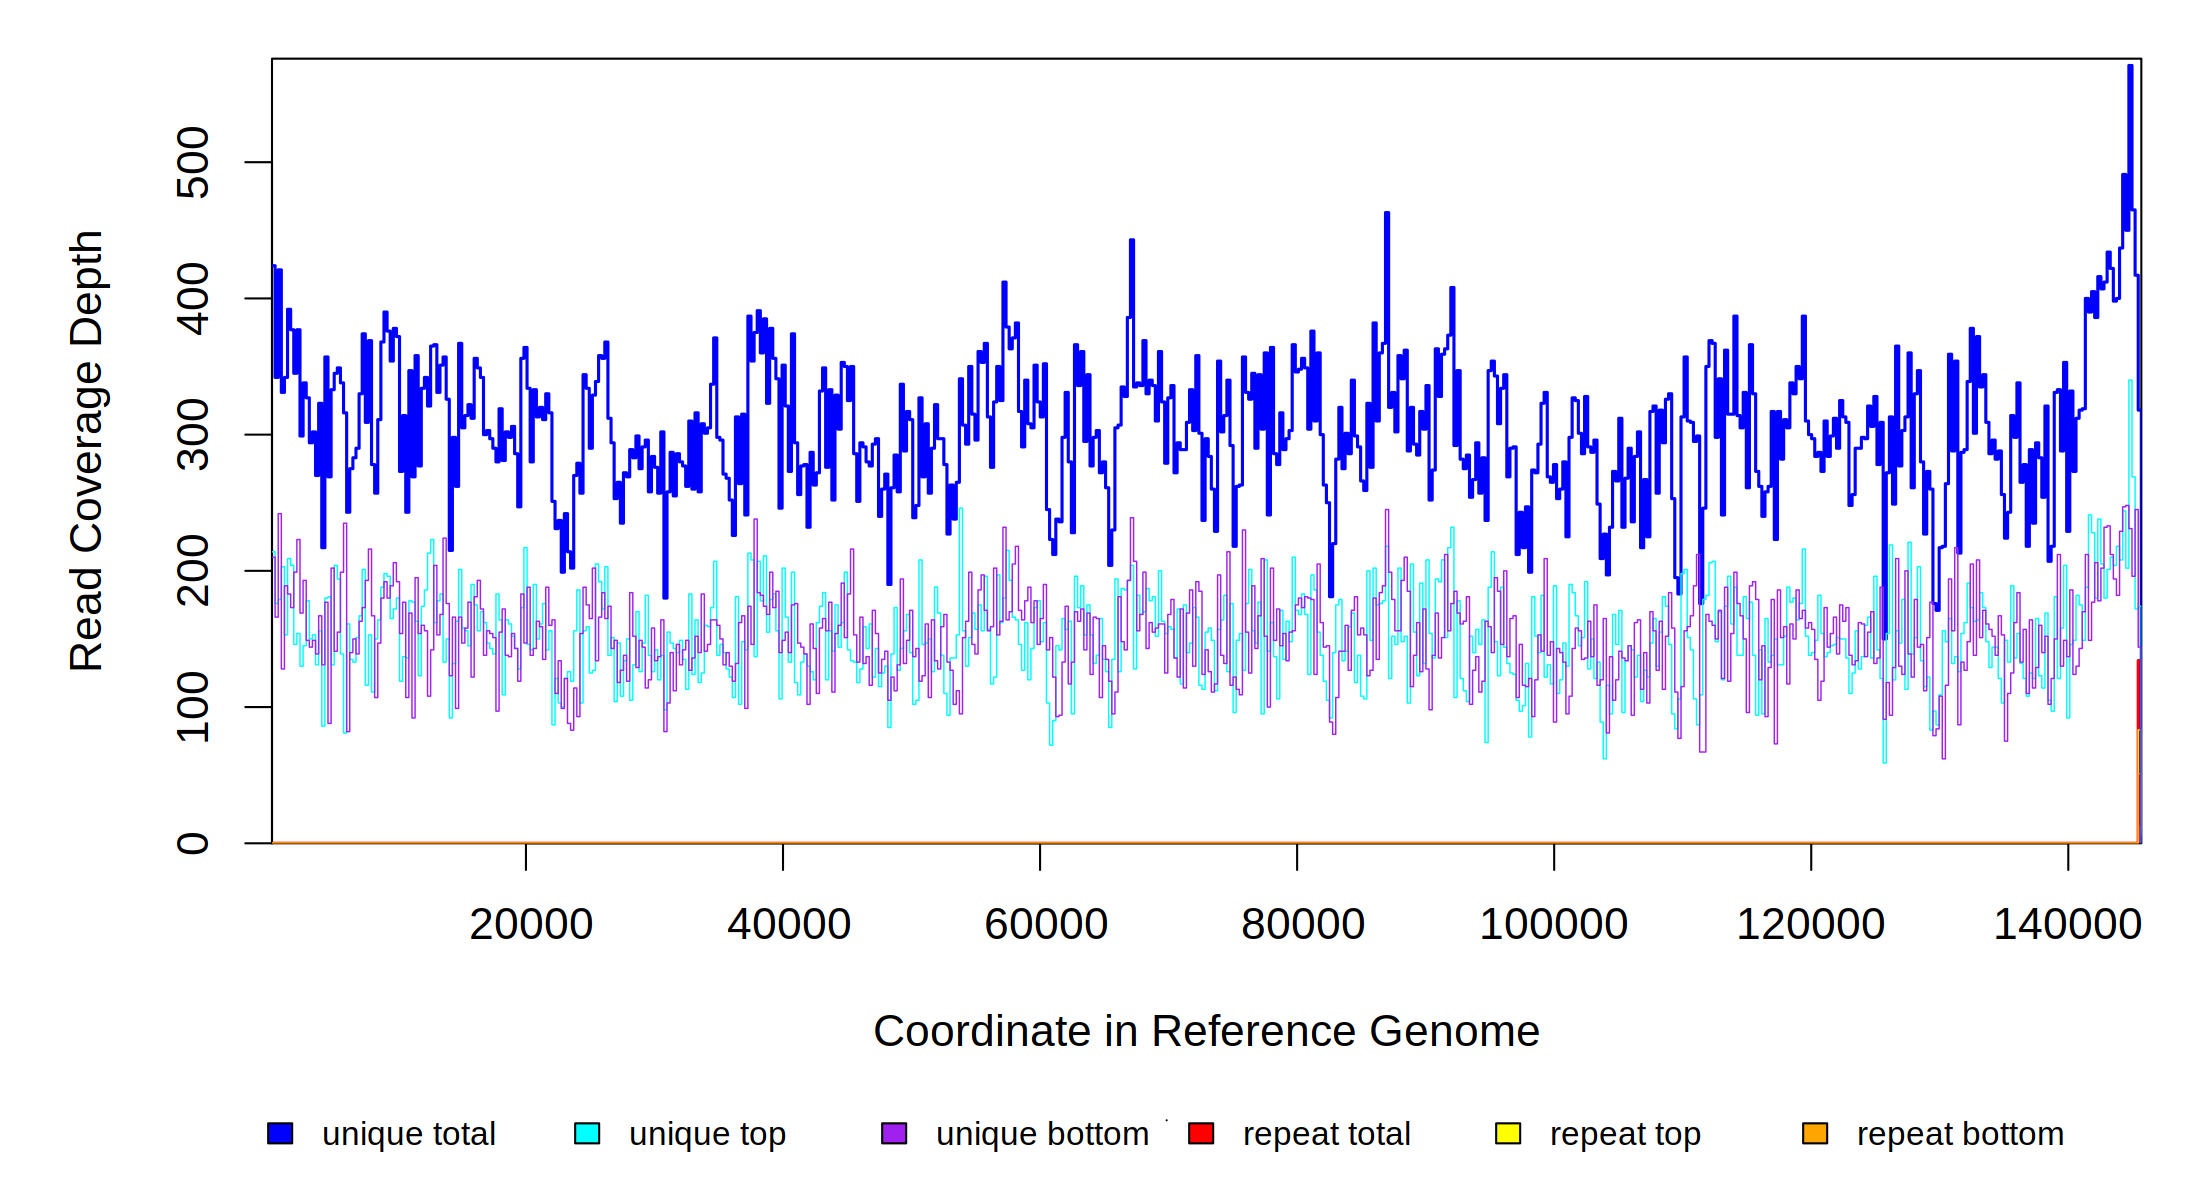 Read Coverage Depth
500
400
300
200
100
0
20000 40000 60000 80000 100000 120000 140000
Coordinate in Reference Genome
unique total unique top unique bottom repeat total repeat top repeat bottom